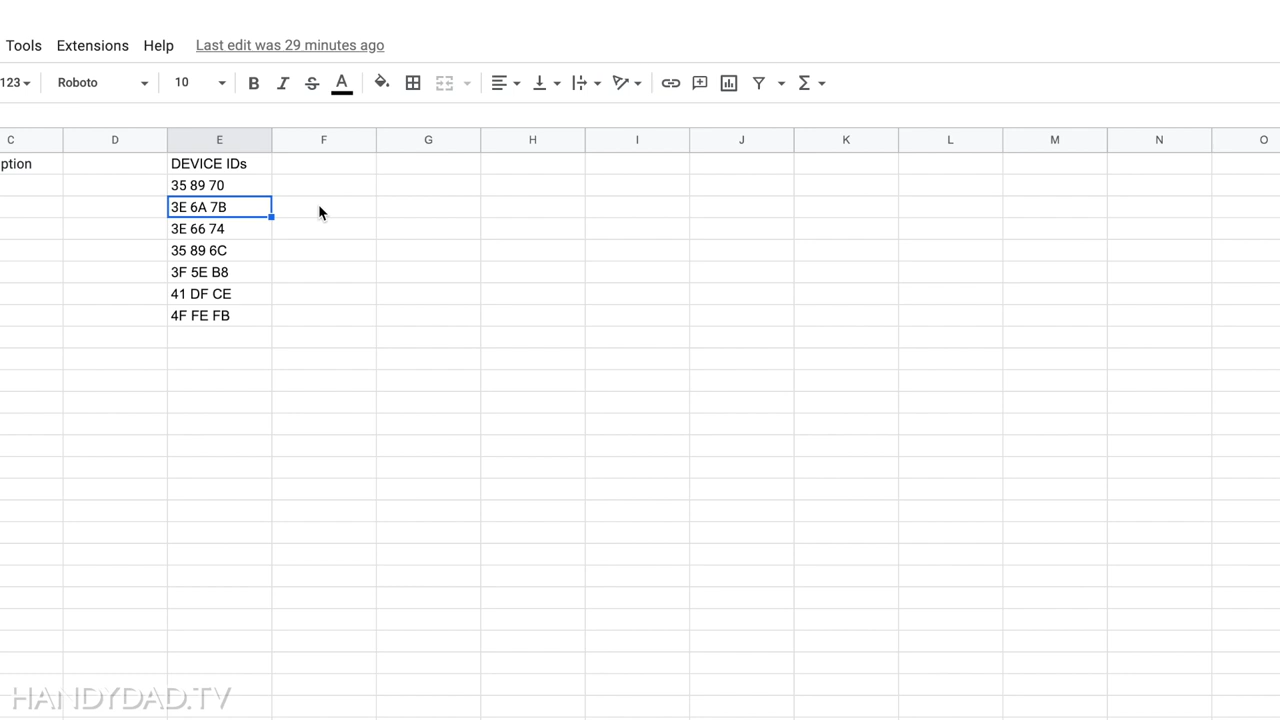 Tools Extensions Help Last edit was 29 minutes ago
123 Roboto 10 B I S A Σ
C D E F G H I J K L M N O
ption DEVICE IDs
35 89 70
3E 6A 7B
3E 66 74
35 89 6C
3F 5E B8
41 DF CE
4F FE FB
HANDYDAD.TV